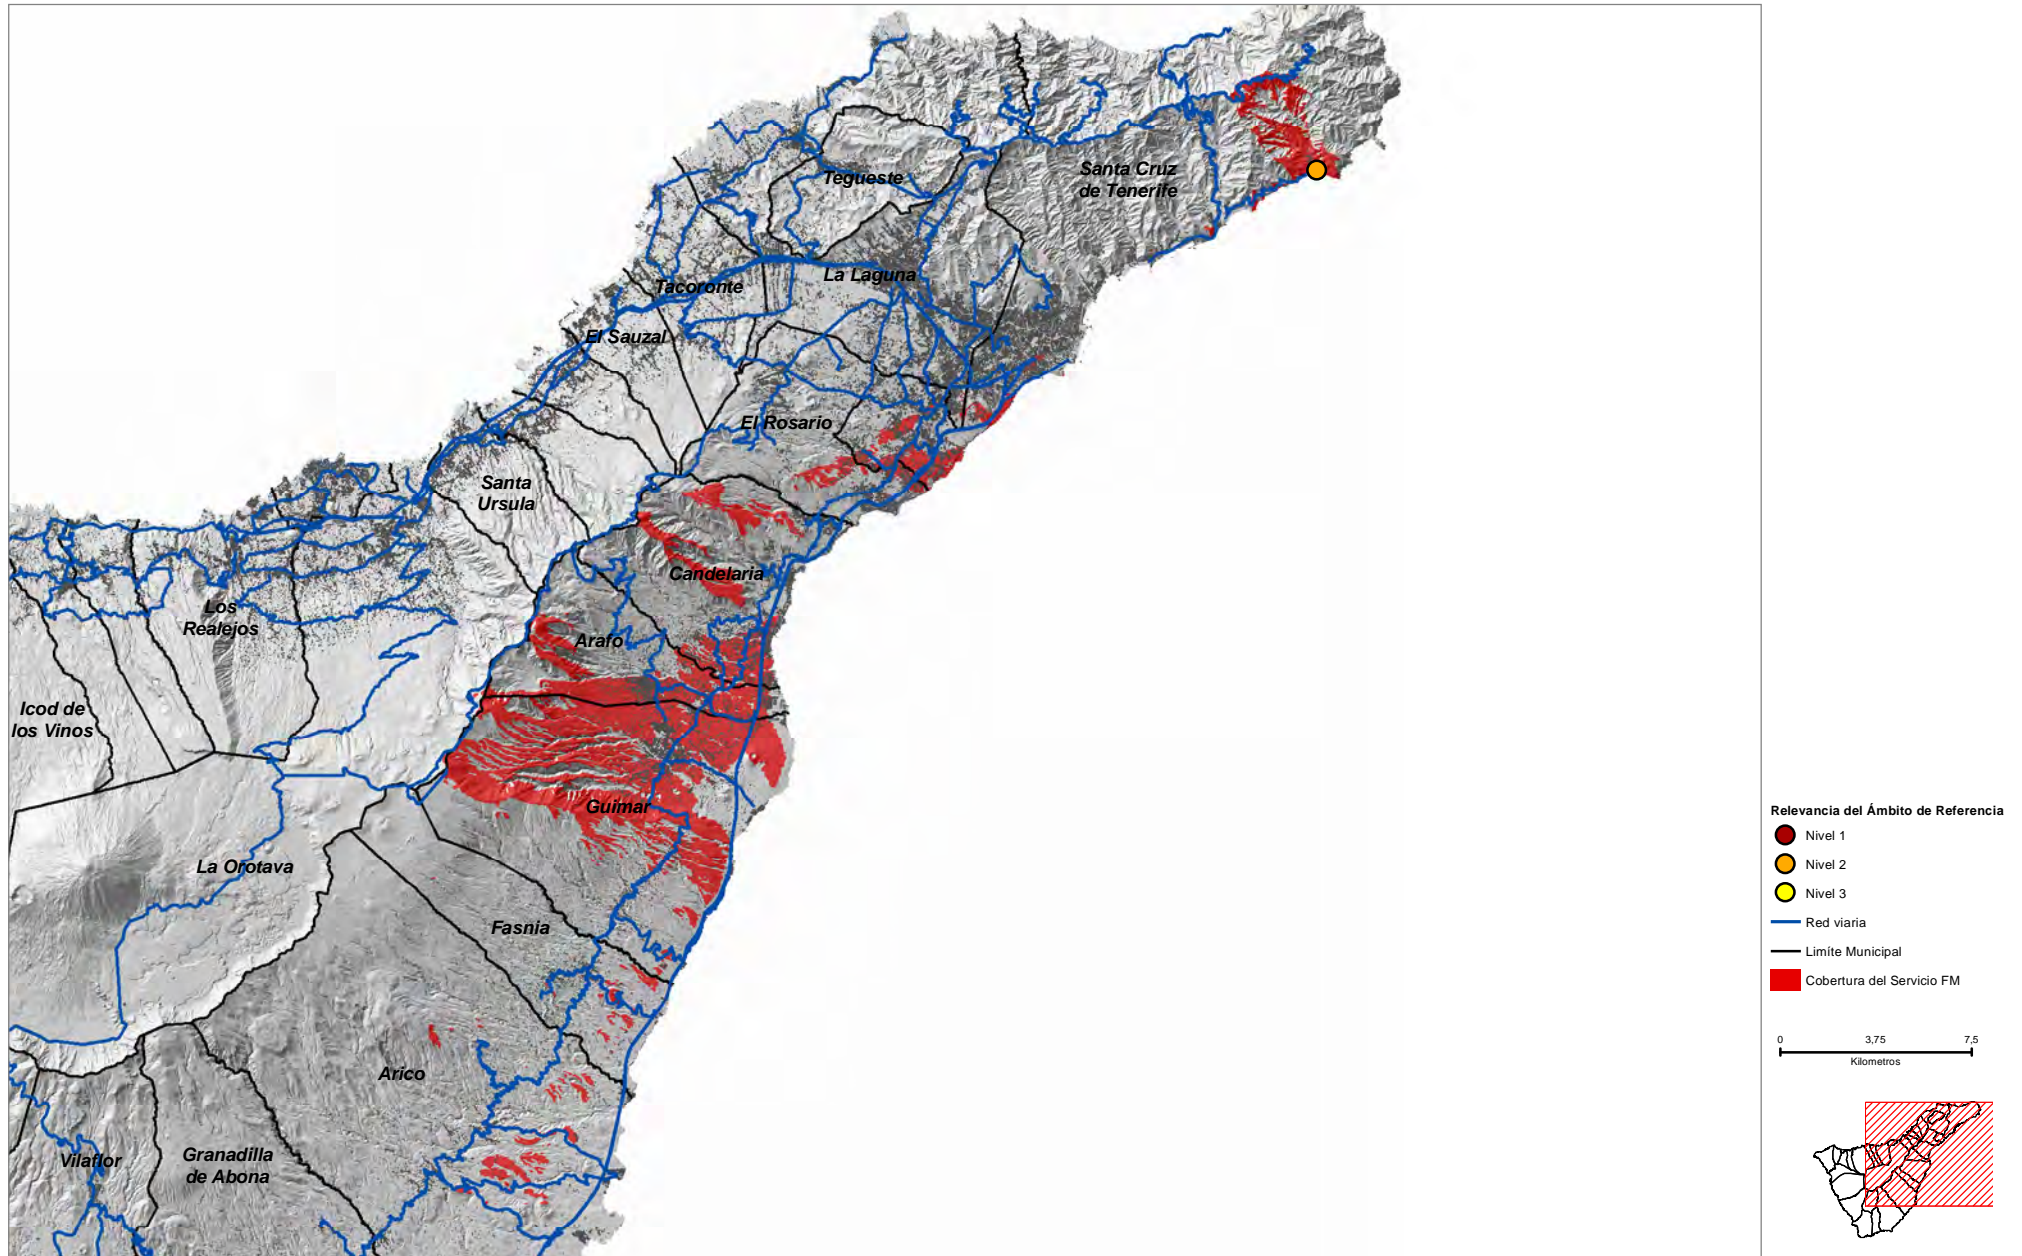 Santa Cruz
de Tenerife
Tegueste
La Laguna
Tacoronte
El Sauzal
El Rosario
Santa
Ursula
Candelaria
Los
Realejos
Arafo
Icod de
los Vinos
Guimar
La Orotava
Fasnia
Arico
Vilaflor
Granadilla
de Abona
Relevancia del Ámbito de Referencia
Nivel 1
Nivel 2
Nivel 3
Red viaria
Limíte Municipal
Cobertura del Servicio FM
0 3,75 7,5
Kilometros